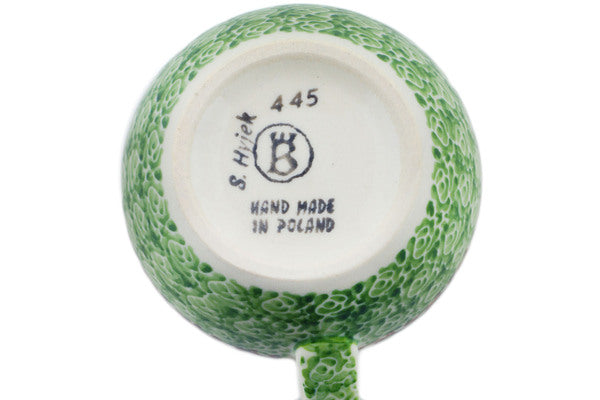 445
S. Hyjek
B
HAND MADE
IN POLAND